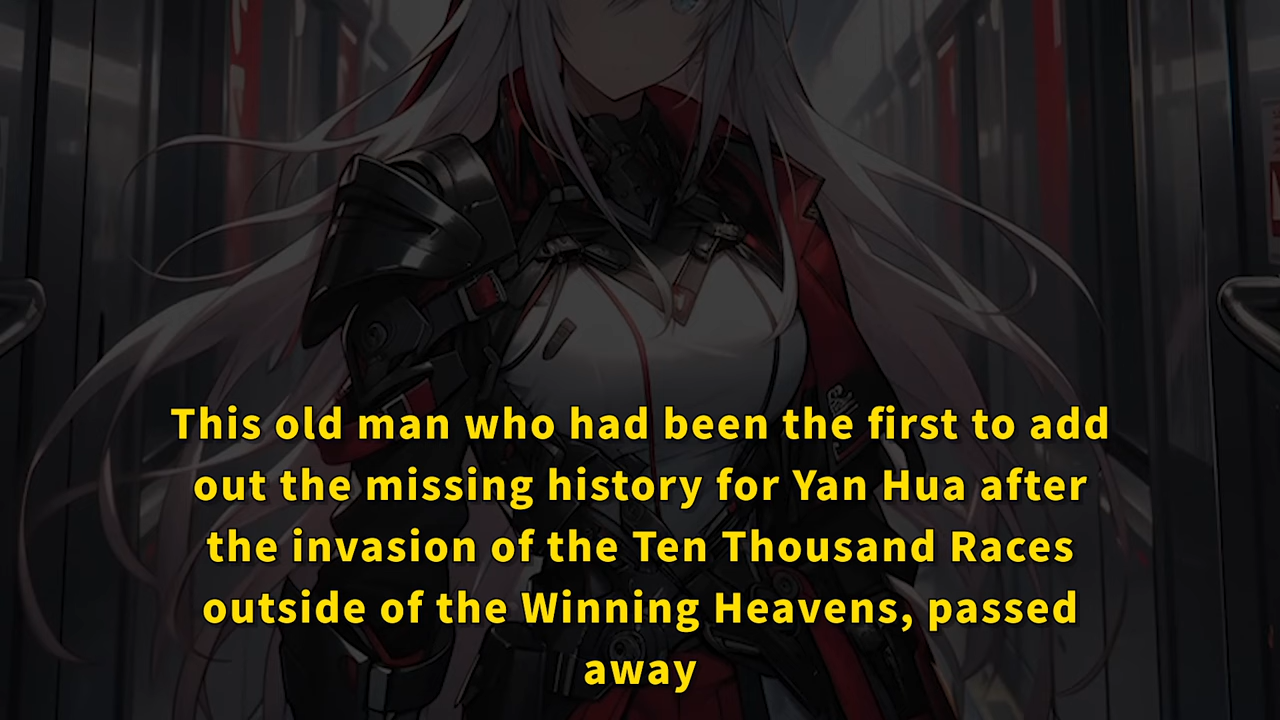 This old man who had been the first to add
out the missing history for Yan Hua after
the invasion of the Ten Thousand Races
outside of the Winning Heavens, passed
away